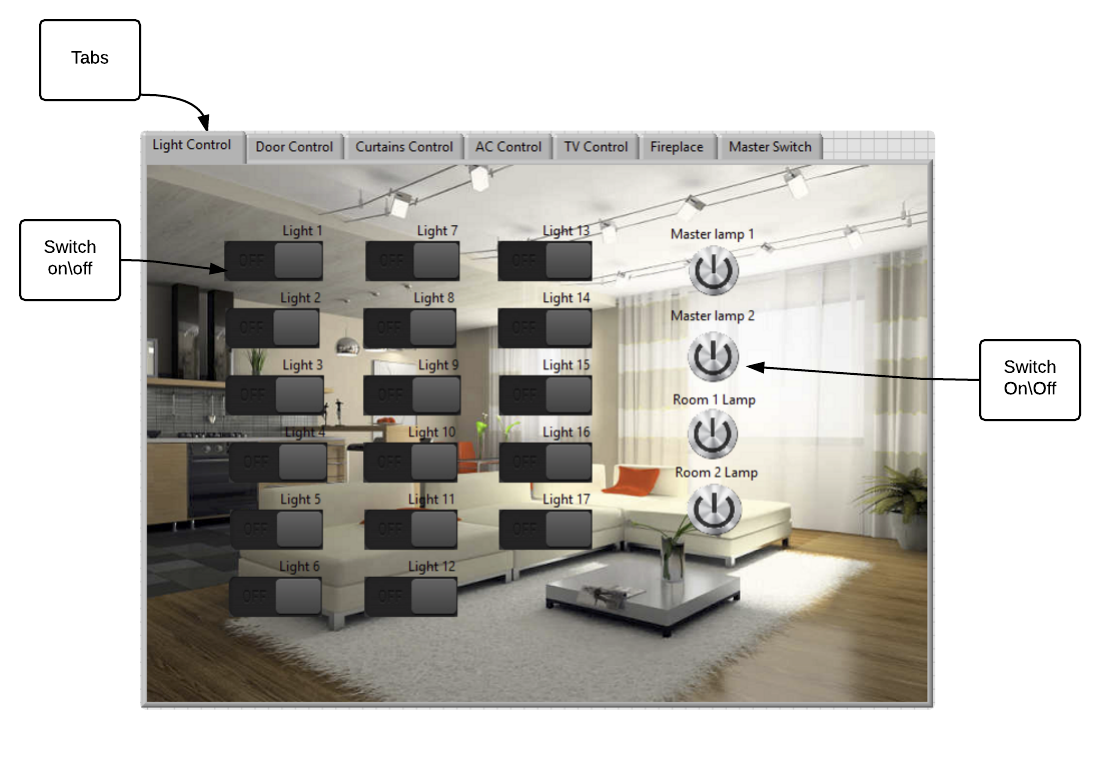 Tabs
Light Control
Door Control
Curtains Control
AC Control
TV Control
Fireplace
Master Switch
Switch
on\off
Light 1
Light 7
Light 13
Master lamp 1
OFF
OFF
OFF
Light 2
Light 8
Light 14
Master lamp 2
OFF
OFF
OFF
Switch
On\Off
Light 3
Light 9
Light 15
Room 1 Lamp
OFF
OFF
OFF
Light 4
Light 10
Light 16
Room 2 Lamp
OFF
OFF
OFF
Light 5
Light 11
Light 17
OFF
OFF
OFF
Light 6
Light 12
OFF
OFF